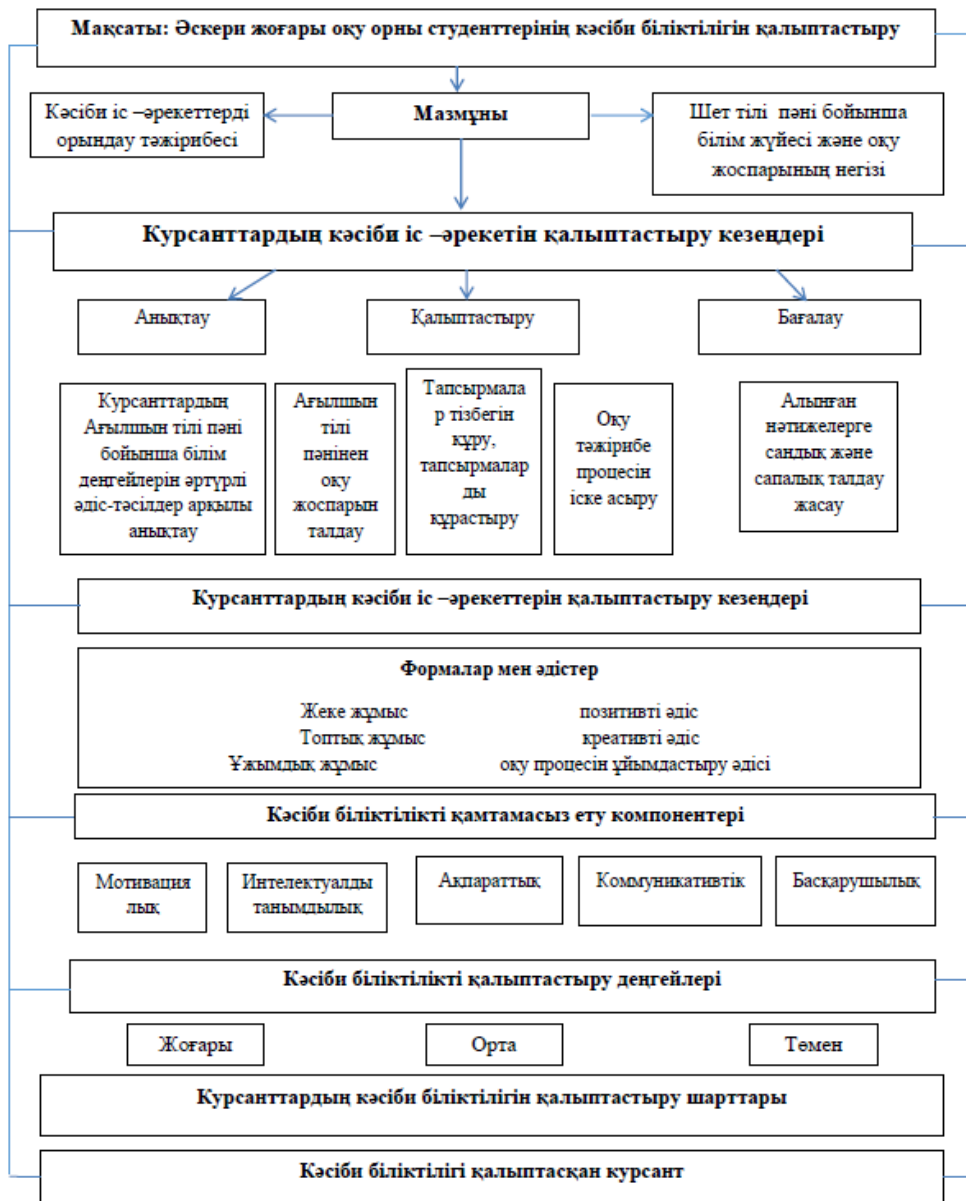 Мақсаты: Әскери жоғары оқу орны студенттерінің кәсіби біліктілігін қалыптастыру
Кәсіби іс –әрекеттерді
орындау тәжірибесі
Мазмұны
Шет тілі пәні бойынша
білім жүйесі және оқу
жоспарының негізі
Курсанттардың кәсіби іс –әрекетін қалыптастыру кезеңдері
Анықтау
Қалыптастыру
Бағалау
Курсанттардың
Ағылшын тілі пәні
бойынша білім
деңгейлерін әртүрлі
әдіс-тәсілдер арқылы
анықтау
Ағылшын
тілі
пәнінен
оқу
жоспарын
талдау
Тапсырмала
р тізбегін
құру,
тапсырмалар
ды
құрастыру
Оқу
тәжірибе
процесін
іске асыру
Алынған
нәтижелерге
сандық және
сапалық талдау
жасау
Курсанттардың кәсіби іс –әрекеттерін қалыптастыру кезеңдері
Формалар мен әдістер
Жеке жұмыс позитивті әдіс
Топтық жұмыс креативті әдіс
Ұжымдық жұмыс оқу процесін ұйымдастыру әдісі
Кәсіби біліктілікті қамтамасыз ету компонентері
Мотивация
лық
Интелектуалды
танымдылық
Ақпараттық
Коммуникативтік
Басқарушылық
Кәсіби біліктілікті қалыптастыру деңгейлері
Жоғары
Орта
Төмен
Курсанттардың кәсіби біліктілігін қалыптастыру шарттары
Кәсіби біліктілігі қалыптасқан курсант